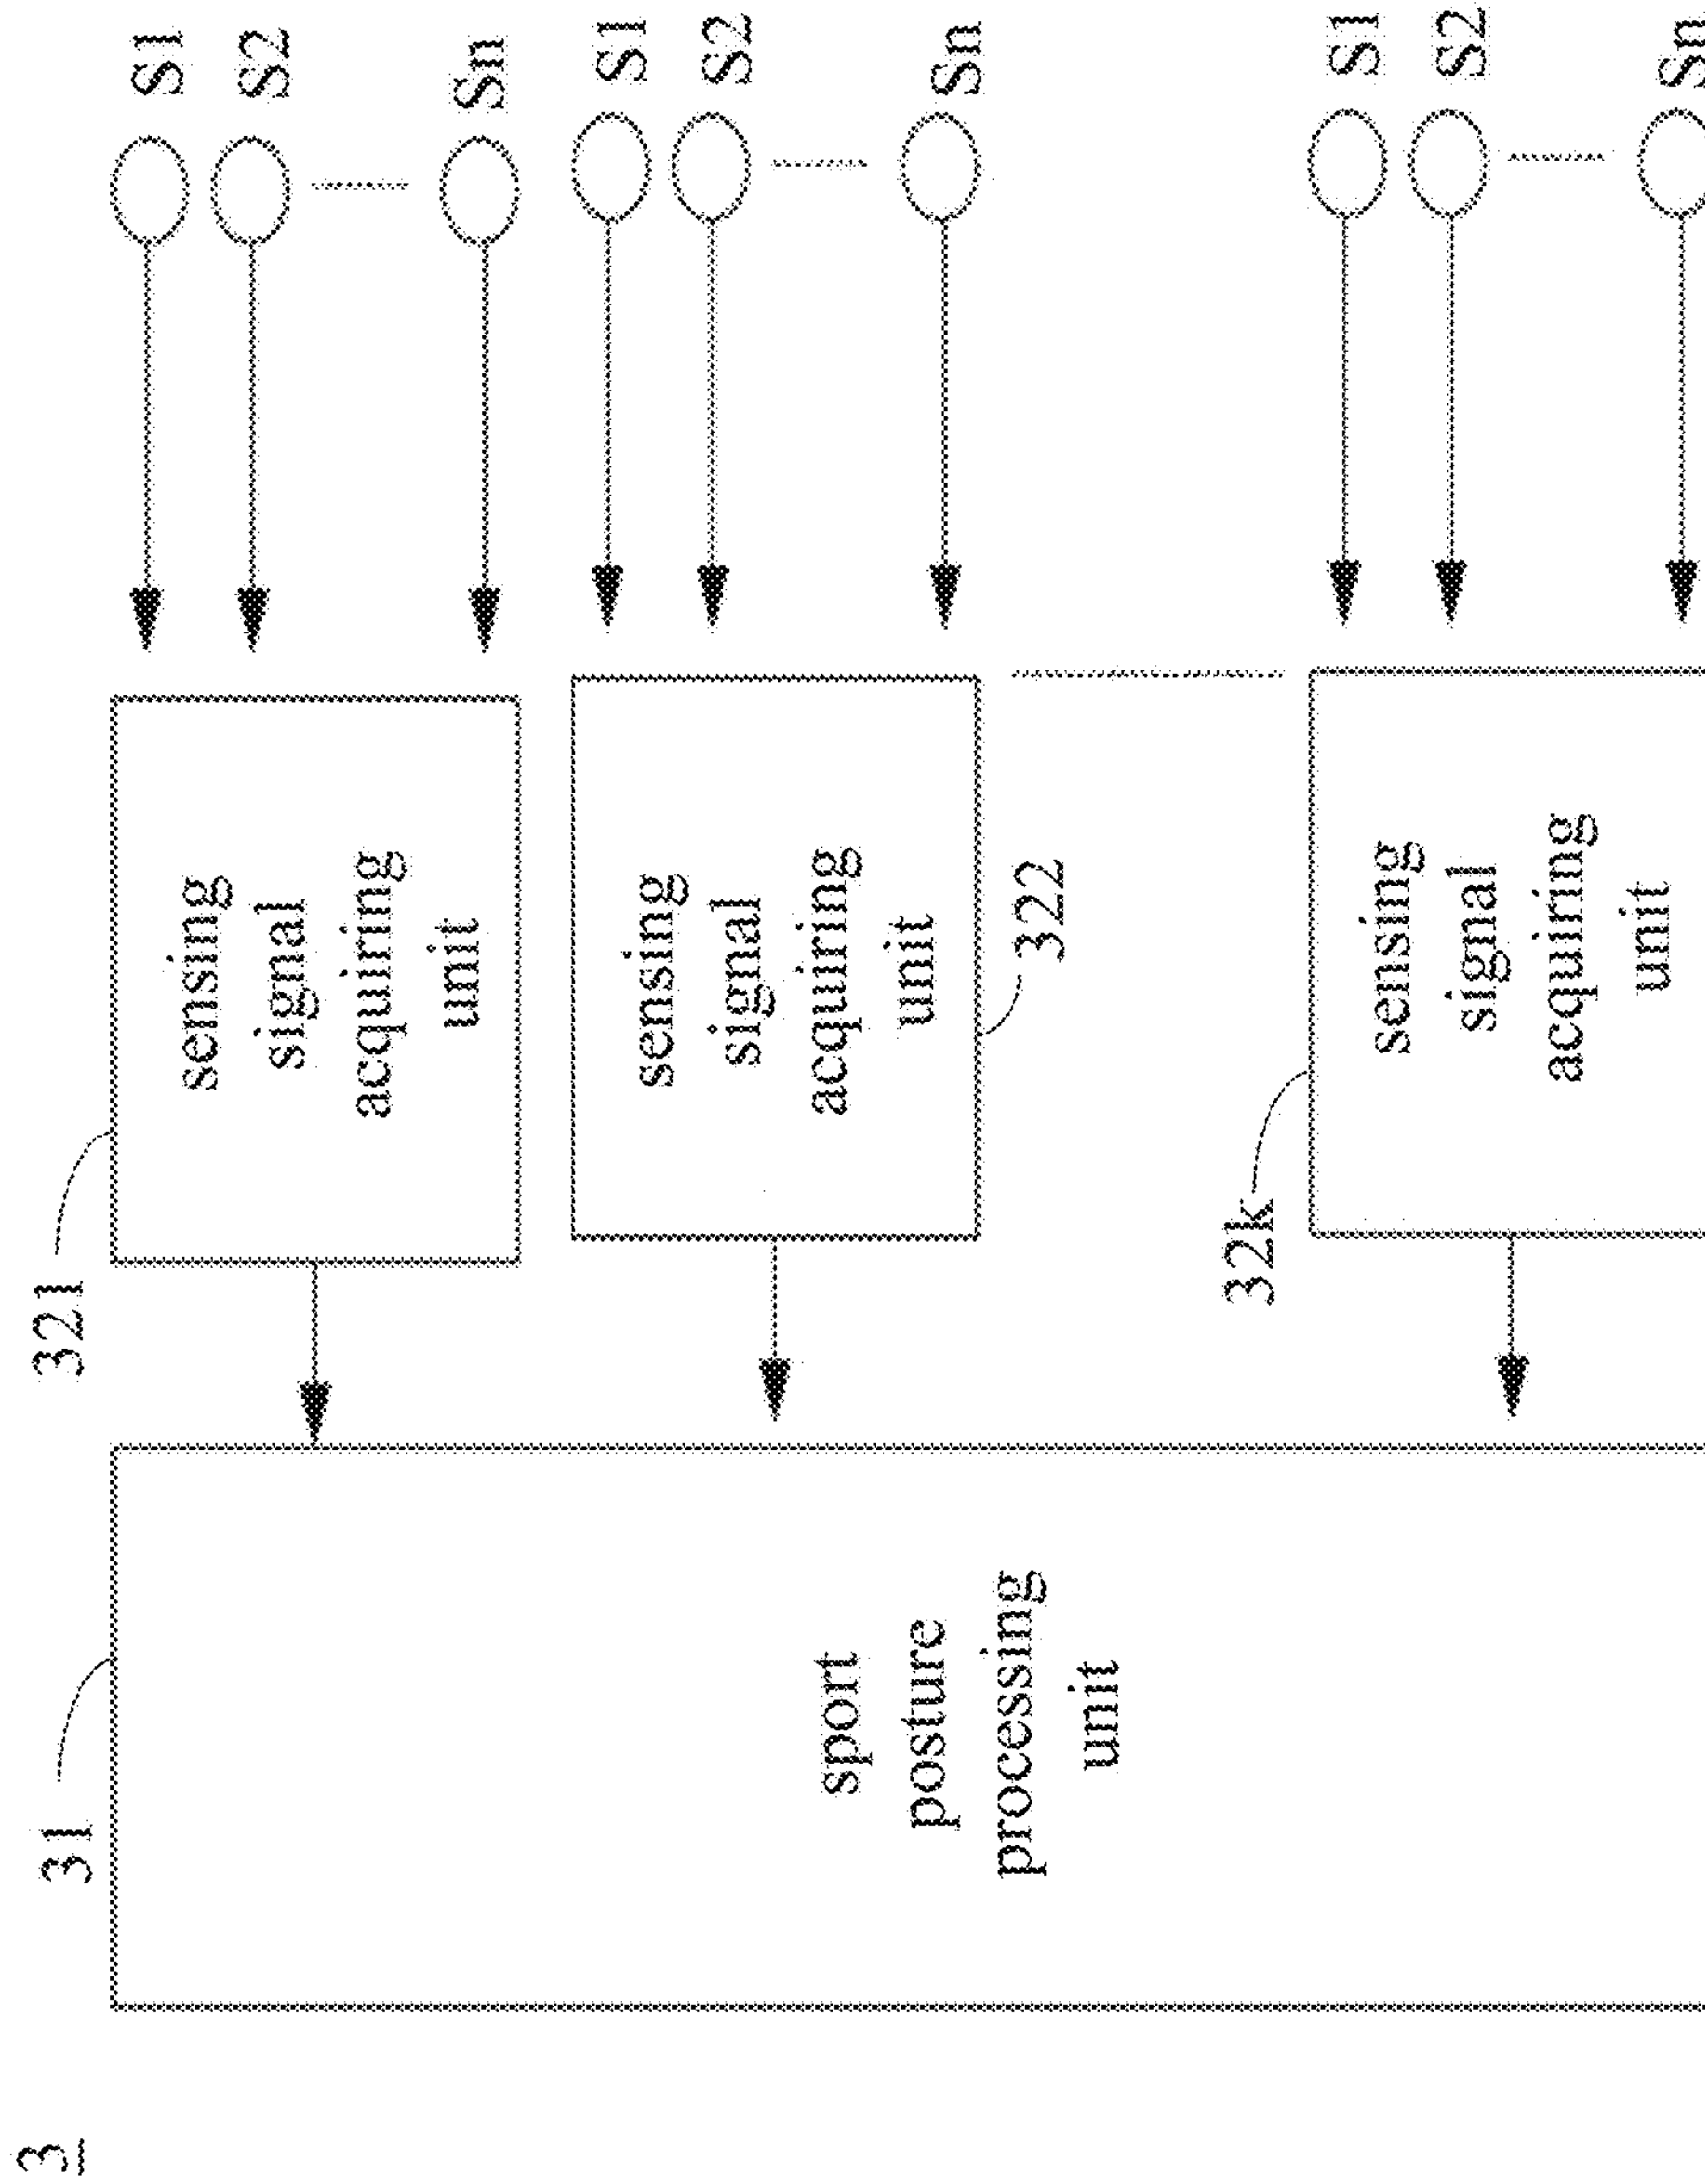 3
31
sport
posture
processing
unit
321
sensing
signal
acquiring
unit
S1
S2
Sn
322
sensing
signal
acquiring
unit
S1
S2
Sn
32k
sensing
signal
acquiring
unit
S1
S2
Sn